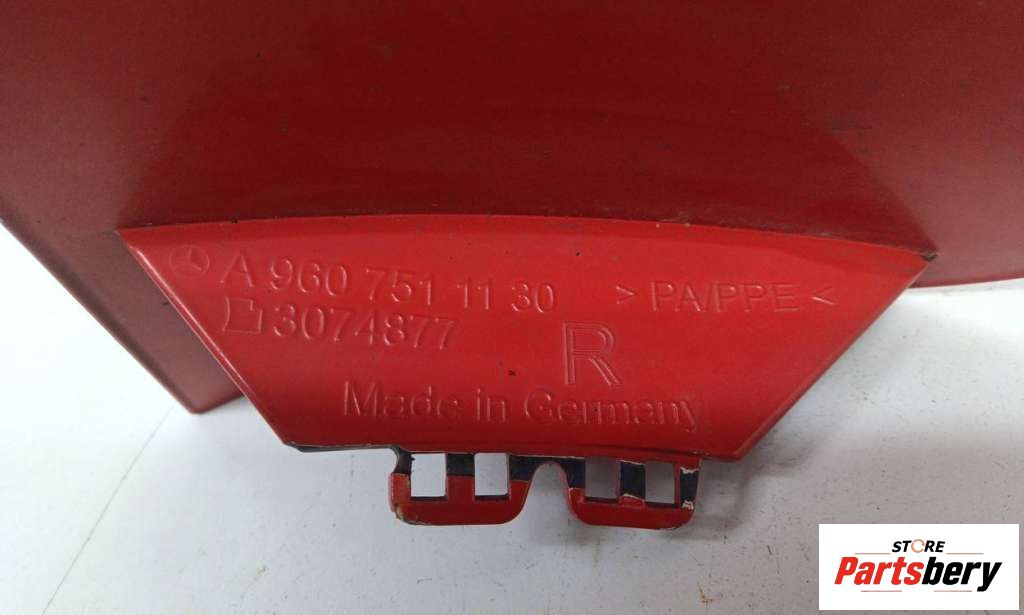 A 960 751 11 30 > PA/PPE <
3074877
R
Made in Germany
STORE
Partsbery